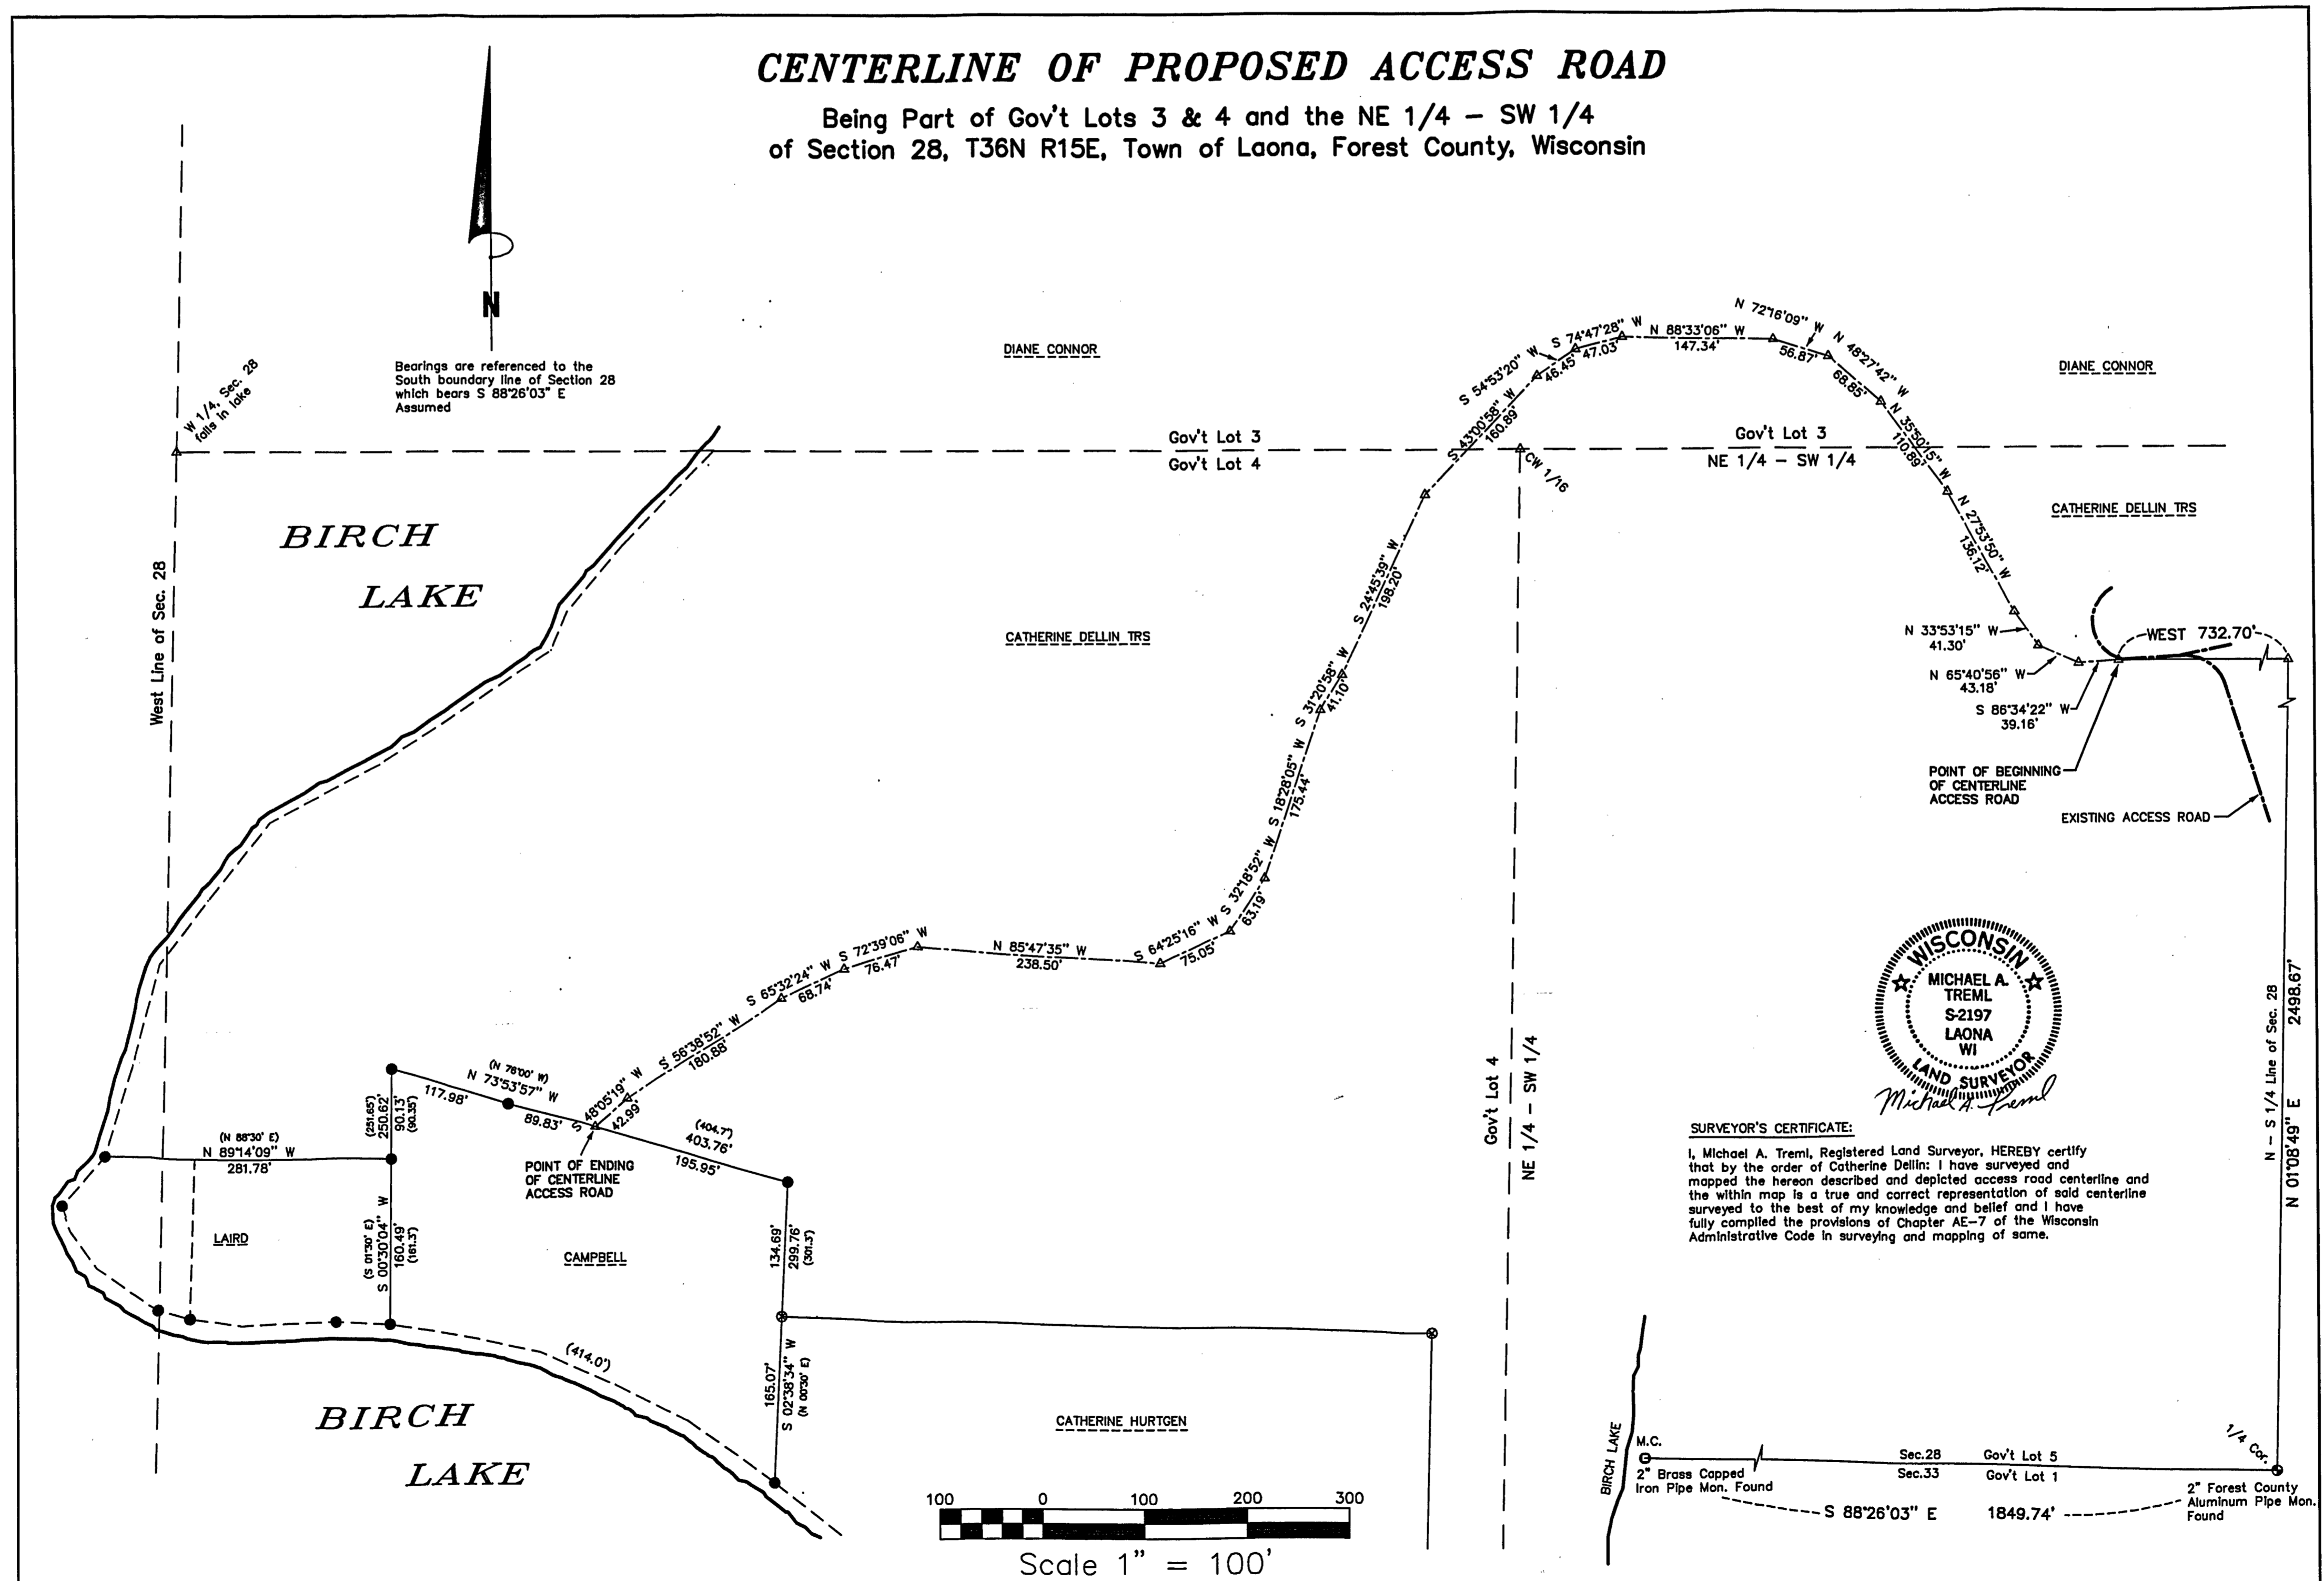 CENTERLINE OF PROPOSED ACCESS ROAD
Being Part of Gov't Lots 3 & 4 and the NE 1/4 – SW 1/4
of Section 28, T36N R15E, Town of Laona, Forest County, Wisconsin
N
Bearings are referenced to the
South boundary line of Section 28
which bears S 88°26'03" E
Assumed
W 1/4, Sec. 28
falls in lake
West Line of Sec. 28
DIANE CONNOR
DIANE CONNOR
Gov't Lot 3
Gov't Lot 4
Gov't Lot 3
NE 1/4 – SW 1/4
CW 1/16
BIRCH
LAKE
CATHERINE DELLIN TRS
CATHERINE DELLIN TRS
WEST 732.70'
S 86°34'22" W
39.16'
N 65°40'56" W
43.18'
N 33°53'15" W
41.30'
N 27°53'50" W
136.12'
N 35°50'15" W
110.89'
N 48°27'42" W
68.85'
N 72°16'09" W
56.87'
N 88°33'06" W
147.34'
S 74°47'28" W
47.03'
S 54°53'20" W
46.45'
S 43°00'58" W
160.89'
S 24°45'39" W
198.20'
S 31°20'58" W
41.10'
S 18°28'05" W
175.44'
S 32°18'52" W
63.19'
S 64°25'16" W
75.05'
N 85°47'35" W
238.50'
S 72°39'06" W
76.47'
S 65°32'24" W
68.74'
S 56°38'52" W
180.88'
S 48°05'19" W
42.99'
POINT OF BEGINNING
OF CENTERLINE
ACCESS ROAD
EXISTING ACCESS ROAD
(N 76°00' W)
N 73°53'57" W
117.98'
89.83'
(404.7')
403.76'
195.95'
POINT OF ENDING
OF CENTERLINE
ACCESS ROAD
(251.65')
250.62'
90.13'
(90.35')
(N 88°30' E)
N 89°14'09" W
281.78'
(S 01°30' E)
S 00°30'04" W
160.49'
(161.3')
LAIRD
CAMPBELL
134.69'
299.76'
(301.3')
165.07'
S 02°38'34" W
(N 00°30' E)
(414.0')
BIRCH
LAKE
CATHERINE HURTGEN
Gov't Lot 4
NE 1/4 – SW 1/4
WISCONSIN
MICHAEL A.
TREML
S-2197
LAONA
WI
LAND SURVEYOR
Michael A. Treml
SURVEYOR'S CERTIFICATE:
I, Michael A. Treml, Registered Land Surveyor, HEREBY certify
that by the order of Catherine Dellin: I have surveyed and
mapped the hereon described and depicted access road centerline and
the within map is a true and correct representation of said centerline
surveyed to the best of my knowledge and belief and I have
fully complied the provisions of Chapter AE-7 of the Wisconsin
Administrative Code in surveying and mapping of same.
N – S 1/4 Line of Sec. 28
N 01°08'49" E 2498.67'
BIRCH LAKE
M.C.
2" Brass Capped
Iron Pipe Mon. Found
Sec.28 Gov't Lot 5
Sec.33 Gov't Lot 1
1/4 Cor.
2" Forest County
Aluminum Pipe Mon.
Found
S 88°26'03" E 1849.74'
100 0 100 200 300
Scale 1" = 100'